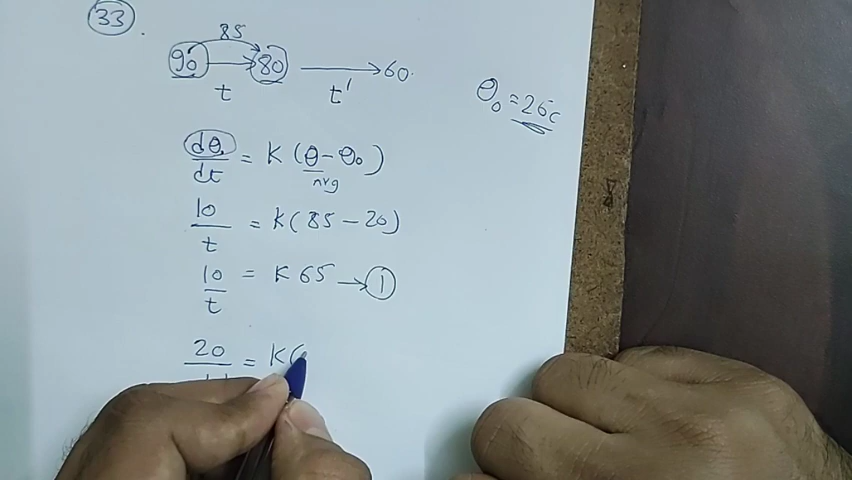 33.
85
90 → 80 → 60.
t t'
θ₀ = 20°c
dθ/dt = K (θ - θ₀)
avg
10/t = K (85 - 20)
10/t = K 65 → 1
20/ = K (